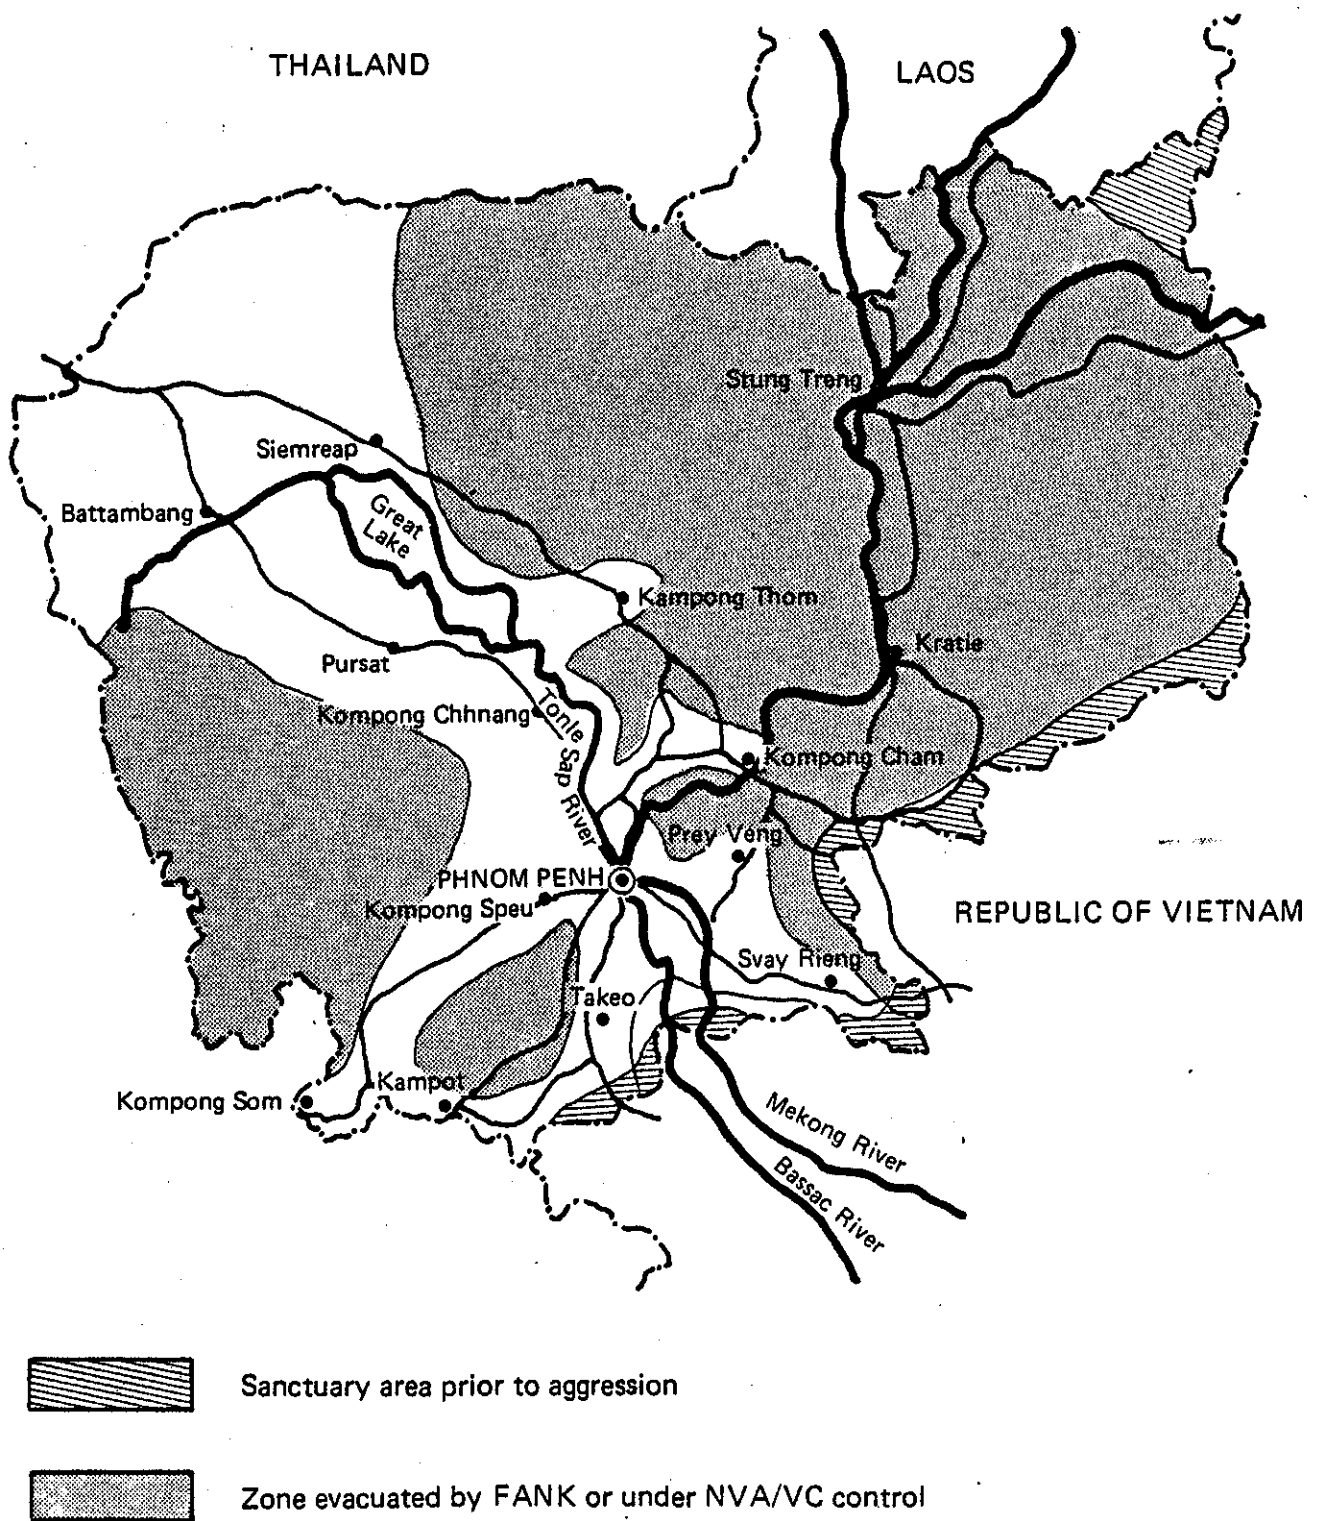 THAILAND
LAOS
Stung Treng
Siemreap
Battambang
Great
Lake
Kampong Thom
Kratie
Pursat
Kompong Chhnang
Tonle Sap River
Kompong Cham
Prey Veng
PHNOM PENH
Kompong Speu
REPUBLIC OF VIETNAM
Svay Rieng
Takeo
Kampot
Kompong Som
Mekong River
Bassac River
Sanctuary area prior to aggression
Zone evacuated by FANK or under NVA/VC control